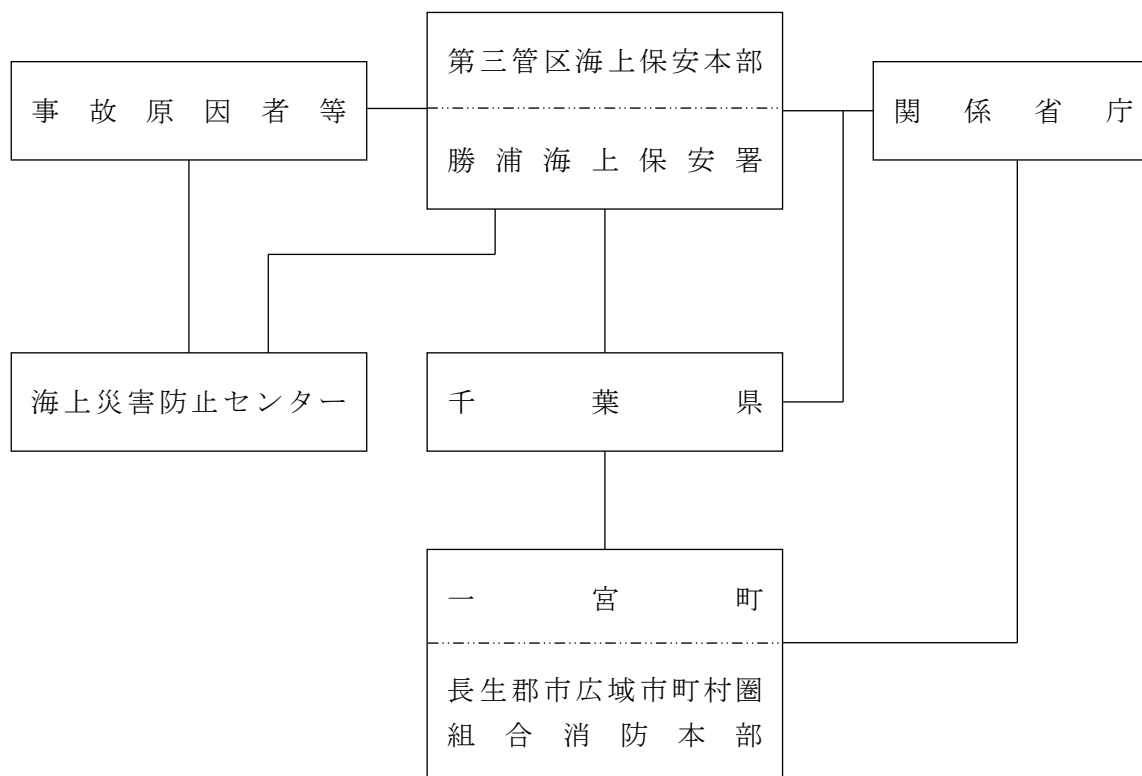 第三管区海上保安本部
事故原因者等
関係省庁
勝浦海上保安署
海上災害防止センター
千葉県
一宮町
長生郡市広域市町村圏
組合消防本部